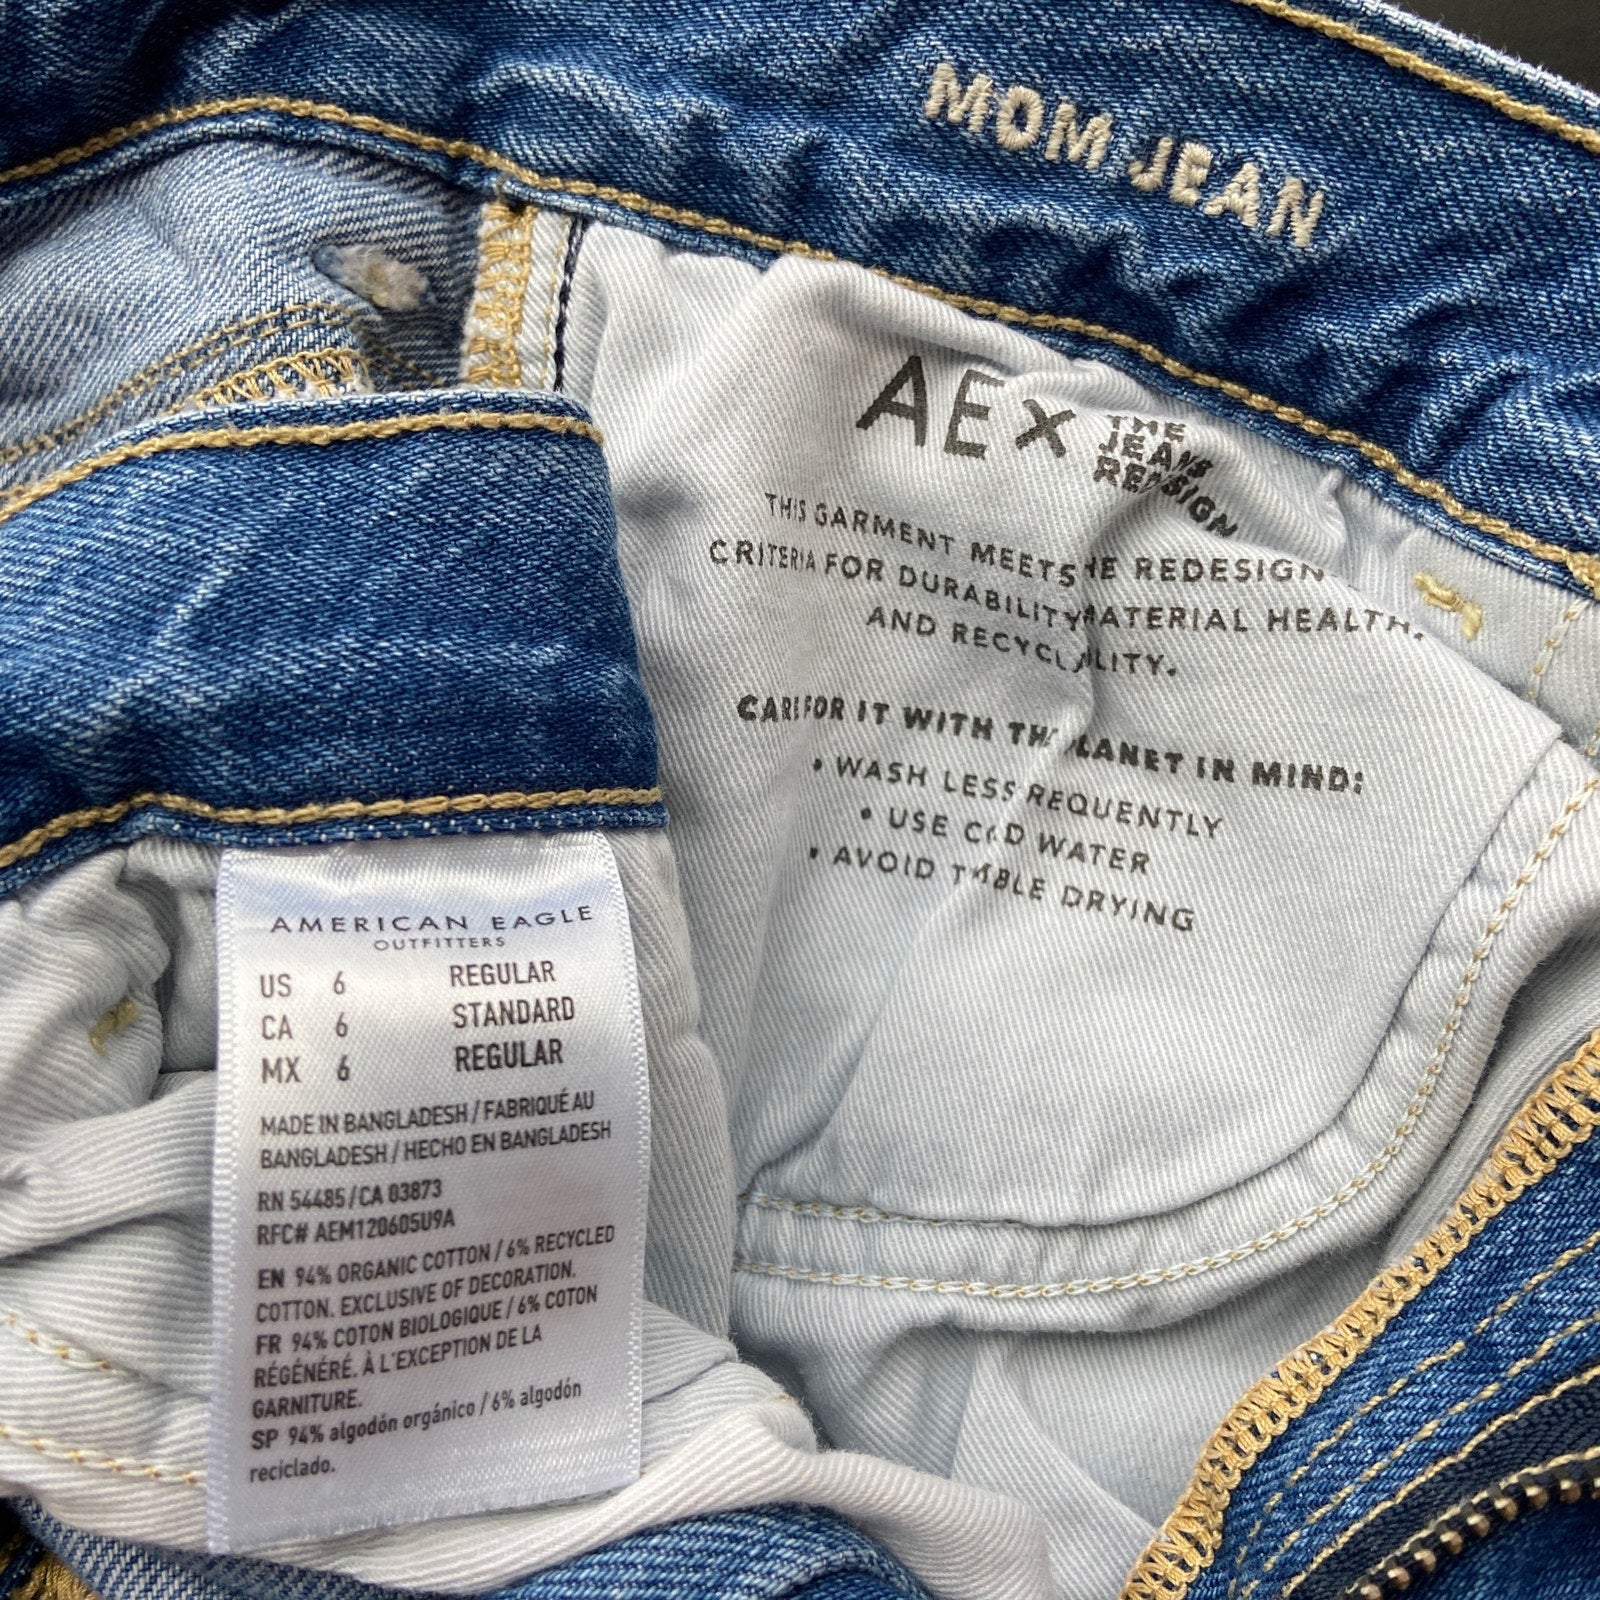 MOM JEAN
AE X THE
JEANS
REDESIGN
THIS GARMENT MEETS REDESIGN
CRITERIA FOR DURABILITY, MATERIAL HEALTH,
AND RECYCLABILITY.
CARE FOR IT WITH THE PLANET IN MIND:
• WASH LESS FREQUENTLY
• USE COLD WATER
• AVOID TUMBLE DRYING
AMERICAN EAGLE
OUTFITTERS
US 6 REGULAR
CA 6 STANDARD
MX 6 REGULAR
MADE IN BANGLADESH / FABRIQUÉ AU
BANGLADESH / HECHO EN BANGLADESH
RN 54485 / CA 03873
RFC# AEM120605U9A
EN 94% ORGANIC COTTON / 6% RECYCLED
COTTON. EXCLUSIVE OF DECORATION.
FR 94% COTON BIOLOGIQUE / 6% COTON
RÉGÉNÉRÉ. À L'EXCEPTION DE LA
GARNITURE.
SP 94% algodón orgánico / 6% algodón
reciclado.